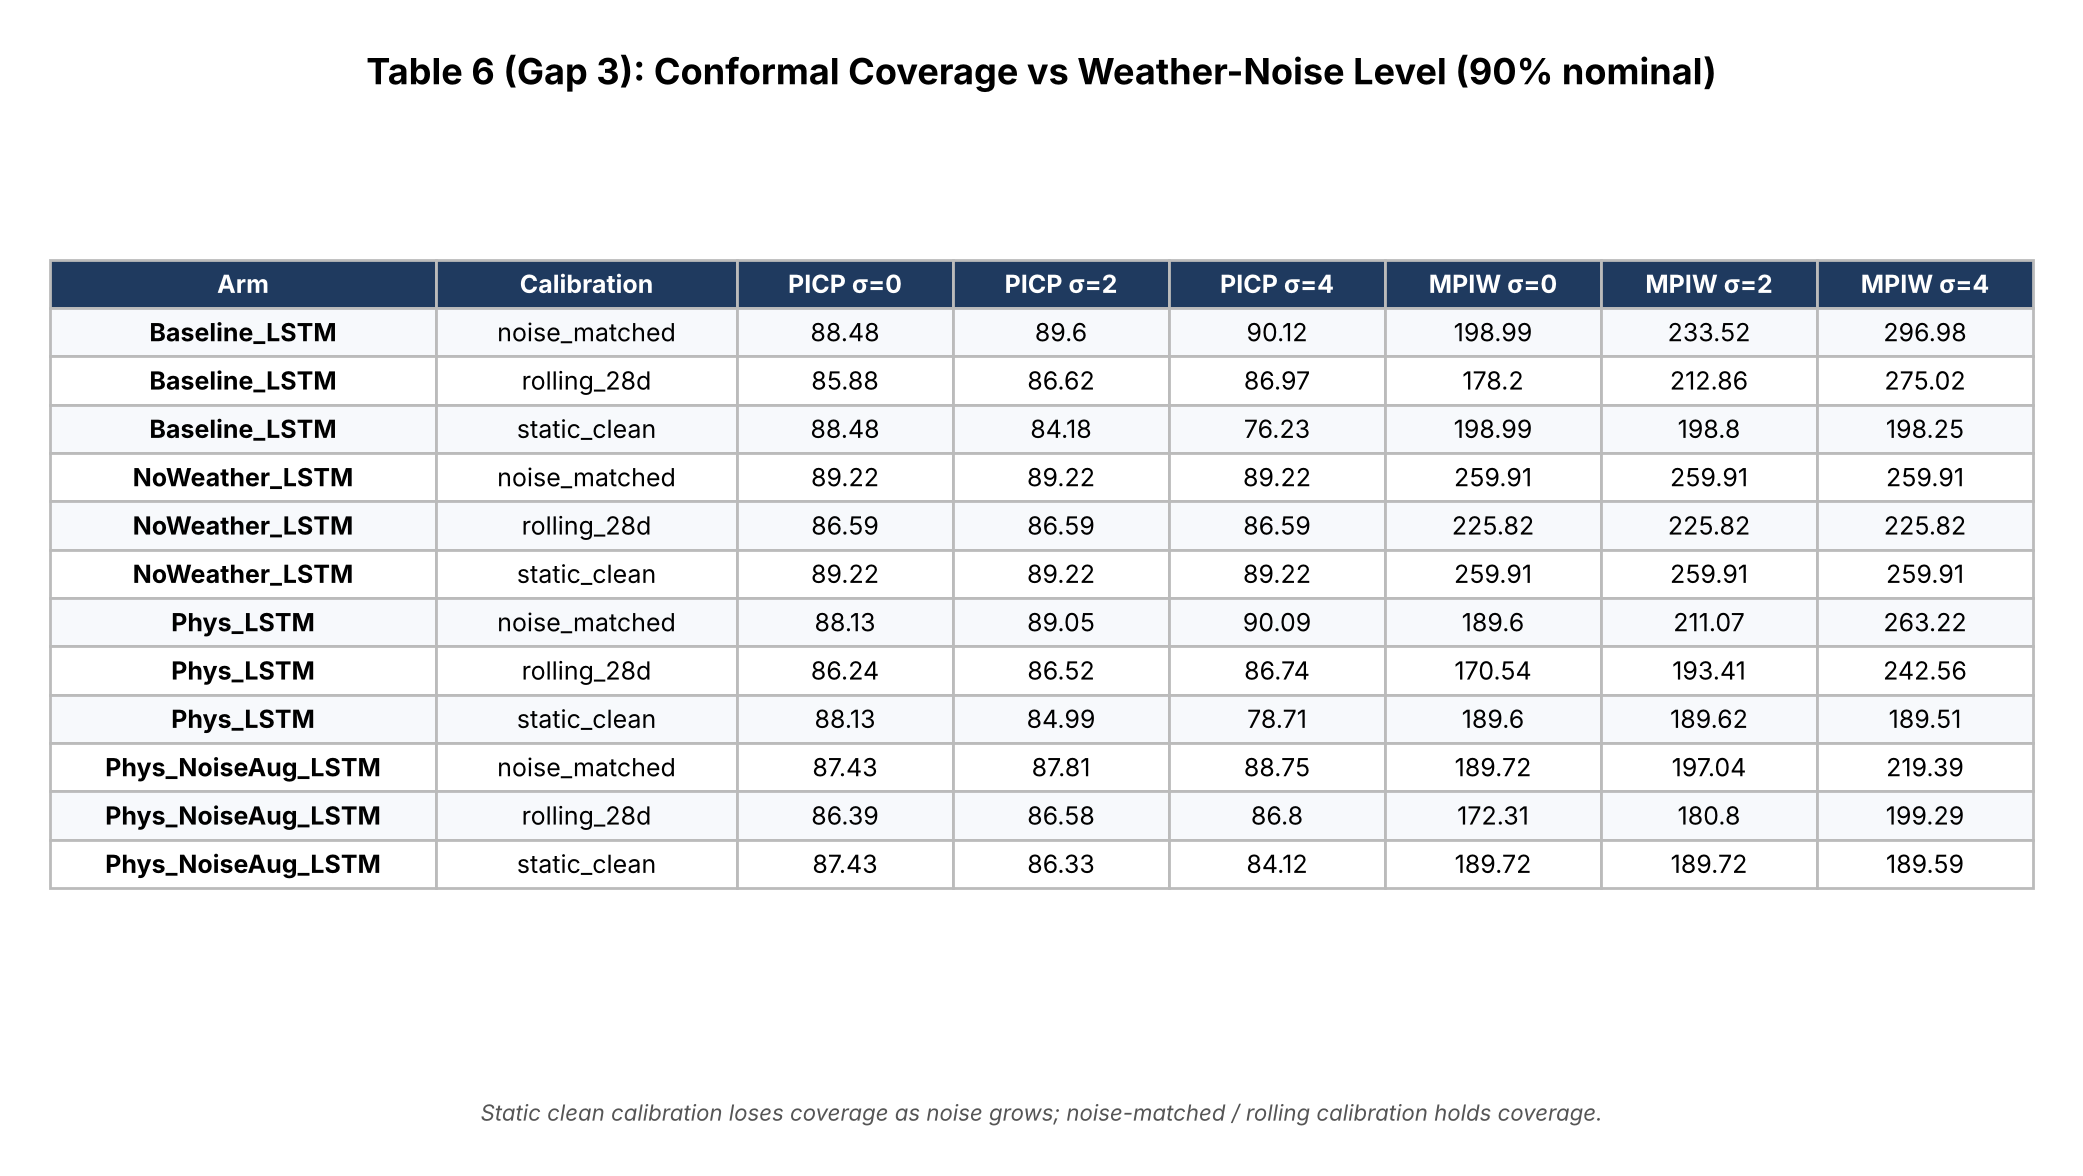 Table 6 (Gap 3): Conformal Coverage vs Weather-Noise Level (90% nominal)
Arm Calibration PICP σ=0 PICP σ=2 PICP σ=4 MPIW σ=0 MPIW σ=2 MPIW σ=4
Baseline_LSTM noise_matched 88.48 89.6 90.12 198.99 233.52 296.98
Baseline_LSTM rolling_28d 85.88 86.62 86.97 178.2 212.86 275.02
Baseline_LSTM static_clean 88.48 84.18 76.23 198.99 198.8 198.25
NoWeather_LSTM noise_matched 89.22 89.22 89.22 259.91 259.91 259.91
NoWeather_LSTM rolling_28d 86.59 86.59 86.59 225.82 225.82 225.82
NoWeather_LSTM static_clean 89.22 89.22 89.22 259.91 259.91 259.91
Phys_LSTM noise_matched 88.13 89.05 90.09 189.6 211.07 263.22
Phys_LSTM rolling_28d 86.24 86.52 86.74 170.54 193.41 242.56
Phys_LSTM static_clean 88.13 84.99 78.71 189.6 189.62 189.51
Phys_NoiseAug_LSTM noise_matched 87.43 87.81 88.75 189.72 197.04 219.39
Phys_NoiseAug_LSTM rolling_28d 86.39 86.58 86.8 172.31 180.8 199.29
Phys_NoiseAug_LSTM static_clean 87.43 86.33 84.12 189.72 189.72 189.59
Static clean calibration loses coverage as noise grows; noise-matched / rolling calibration holds coverage.